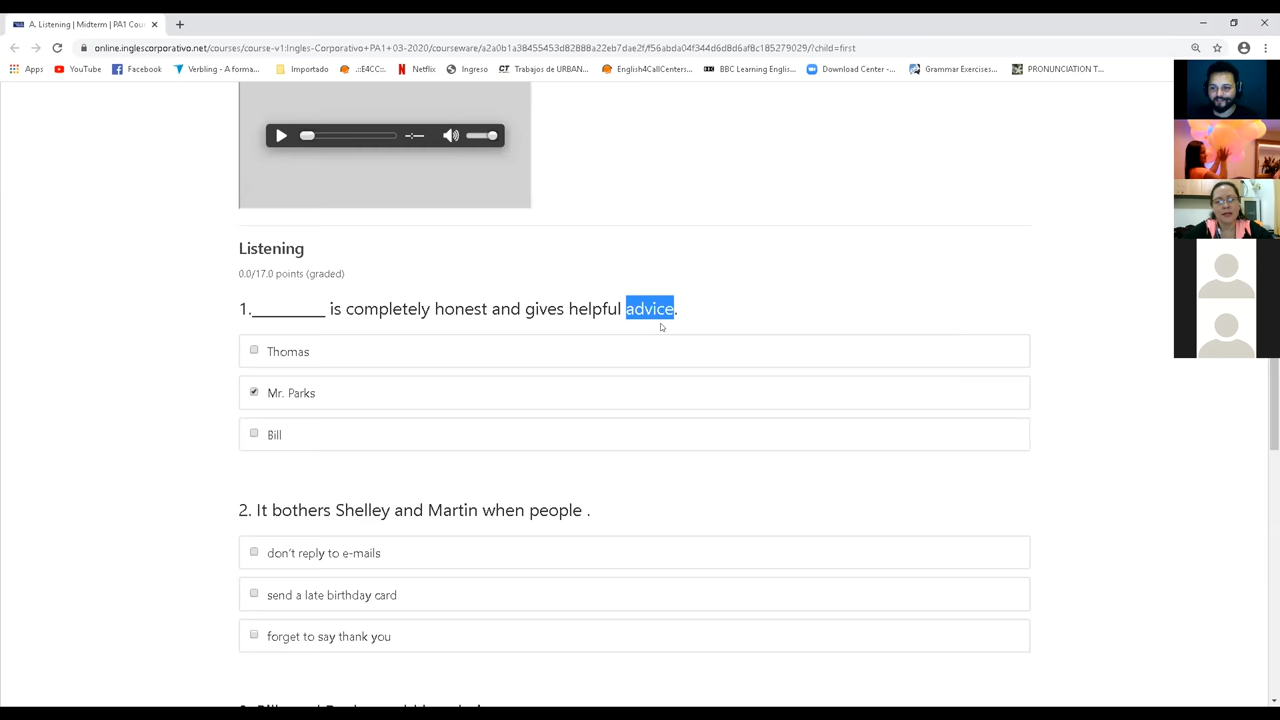 A. Listening | Midterm | PA1 Cou
online.inglescorporativo.net/courses/course-v1:Ingles-Corporativo+PA1+03-2020/courseware/a2a0b1a38455453d82888a22eb7dae2f/f56abda04f344d6d8d6af8c185279029/?child=first
Apps YouTube Facebook Verbling - A forma... Importado .::E4CC::. Netflix Ingreso Trabajos de URBAN... English4CallCenters... BBC Learning English... Download Center -... Grammar Exercises... PRONUNCIATION T...
Listening
0.0/17.0 points (graded)
1.__________ is completely honest and gives helpful advice.
Thomas
Mr. Parks
Bill
2. It bothers Shelley and Martin when people .
don't reply to e-mails
send a late birthday card
forget to say thank you